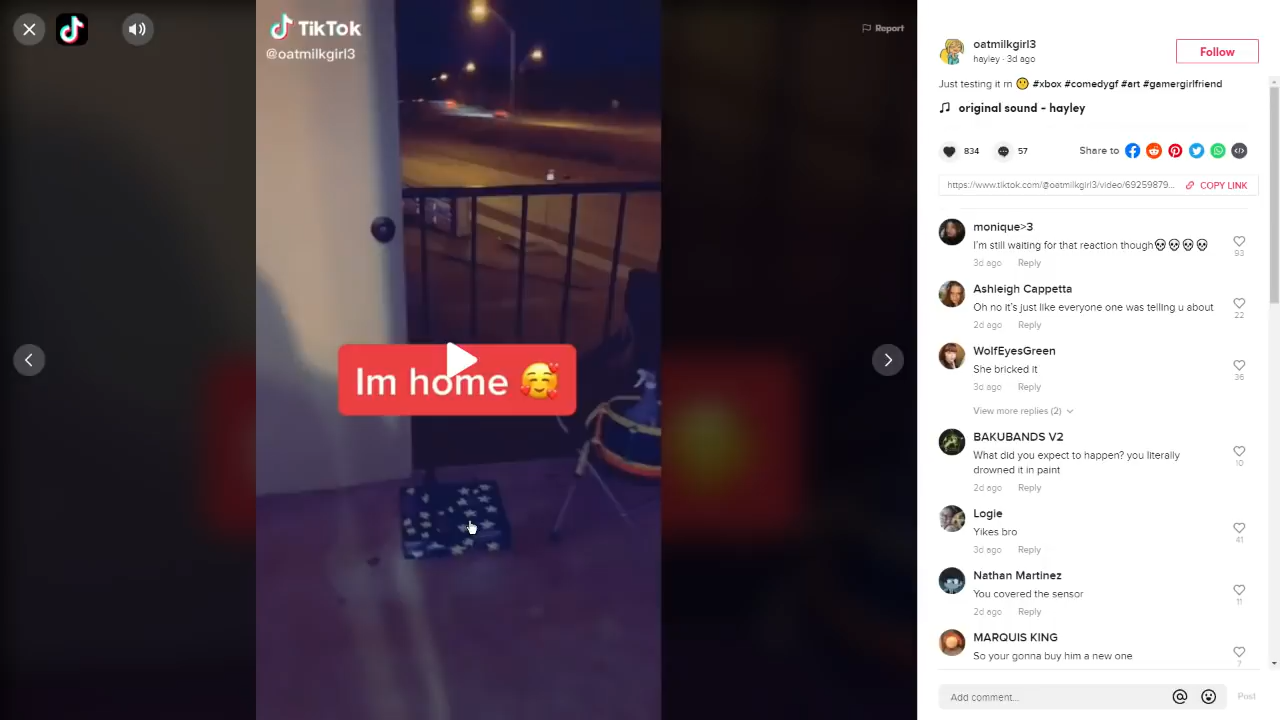 TikTok
@oatmilkgirl3
Report
Im home 🥰
oatmilkgirl3
hayley · 3d ago
Follow
Just testing it rn 🤫 #xbox #comedygf #art #gamergirlfriend
original sound - hayley
834
57
Share to
https://www.tiktok.com/@oatmilkgirl3/video/69259879...
COPY LINK
monique>3
I'm still waiting for that reaction though💀💀💀💀
3d ago Reply
93
Ashleigh Cappetta
Oh no it's just like everyone one was telling u about
2d ago Reply
22
WolfEyesGreen
She bricked it
3d ago Reply
36
View more replies (2)
BAKUBANDS V2
What did you expect to happen? you literally
drowned it in paint
2d ago Reply
10
Logie
Yikes bro
3d ago Reply
41
Nathan Martinez
You covered the sensor
2d ago Reply
11
MARQUIS KING
So your gonna buy him a new one
7
Add comment...
Post